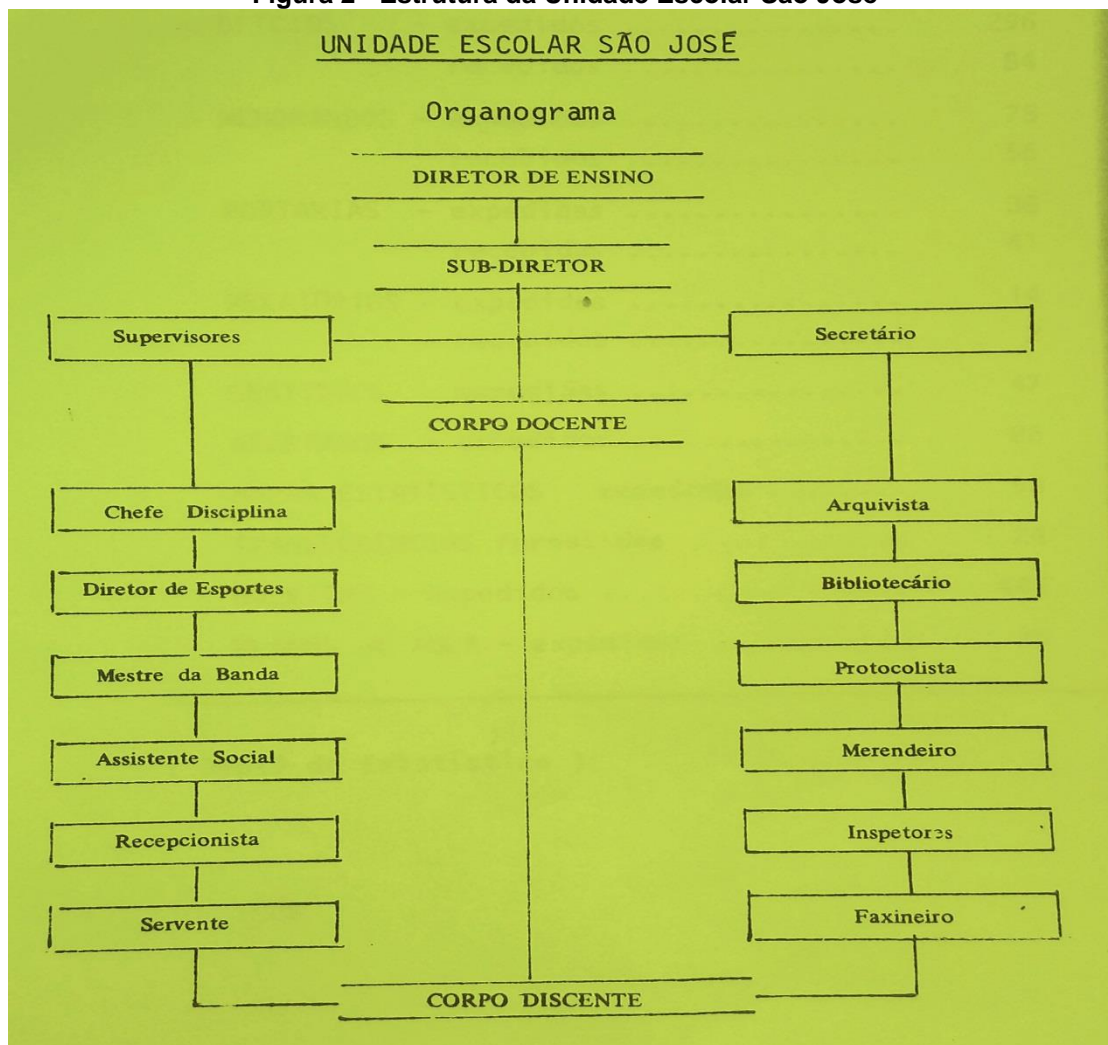 Figura 2 - Estrutura da Unidade Escolar São José
UNIDADE ESCOLAR SÃO JOSÉ
Organograma
DIRETOR DE ENSINO
SUB-DIRETOR
Supervisores
Secretário
CORPO DOCENTE
Chefe Disciplina
Arquivista
Diretor de Esportes
Bibliotecário
Mestre da Banda
Protocolista
Assistente Social
Merendeiro
Recepcionista
Inspetores
Servente
Faxineiro
CORPO DISCENTE